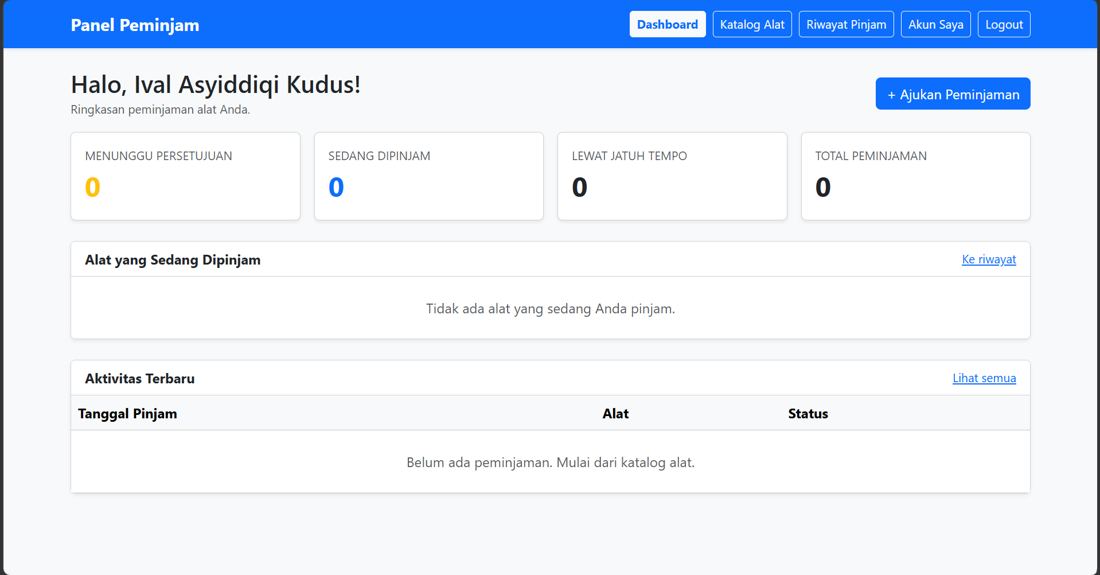 Panel Peminjam
Dashboard
Katalog Alat
Riwayat Pinjam
Akun Saya
Logout
Halo, Ival Asyiddiqi Kudus!
Ringkasan peminjaman alat Anda.
+ Ajukan Peminjaman
MENUNGGU PERSETUJUAN
0
SEDANG DIPINJAM
0
LEWAT JATUH TEMPO
0
TOTAL PEMINJAMAN
0
Alat yang Sedang Dipinjam
Ke riwayat
Tidak ada alat yang sedang Anda pinjam.
Aktivitas Terbaru
Lihat semua
Tanggal Pinjam
Alat
Status
Belum ada peminjaman. Mulai dari katalog alat.